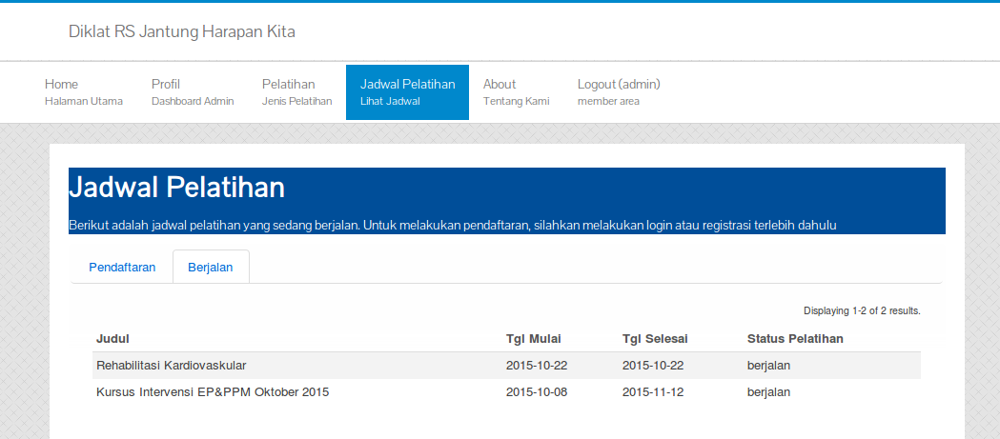 Diklat RS Jantung Harapan Kita
Home Profil Pelatihan Jadwal Pelatihan About Logout (admin)
Halaman Utama Dashboard Admin Jenis Pelatihan Lihat Jadwal Tentang Kami member area
Jadwal Pelatihan
Berikut adalah jadwal pelatihan yang sedang berjalan. Untuk melakukan pendaftaran, silahkan melakukan login atau registrasi terlebih dahulu
Pendaftaran Berjalan
Displaying 1-2 of 2 results.
Judul Tgl Mulai Tgl Selesai Status Pelatihan
Rehabilitasi Kardiovaskular 2015-10-22 2015-10-22 berjalan
Kursus Intervensi EP&PPM Oktober 2015 2015-10-08 2015-11-12 berjalan